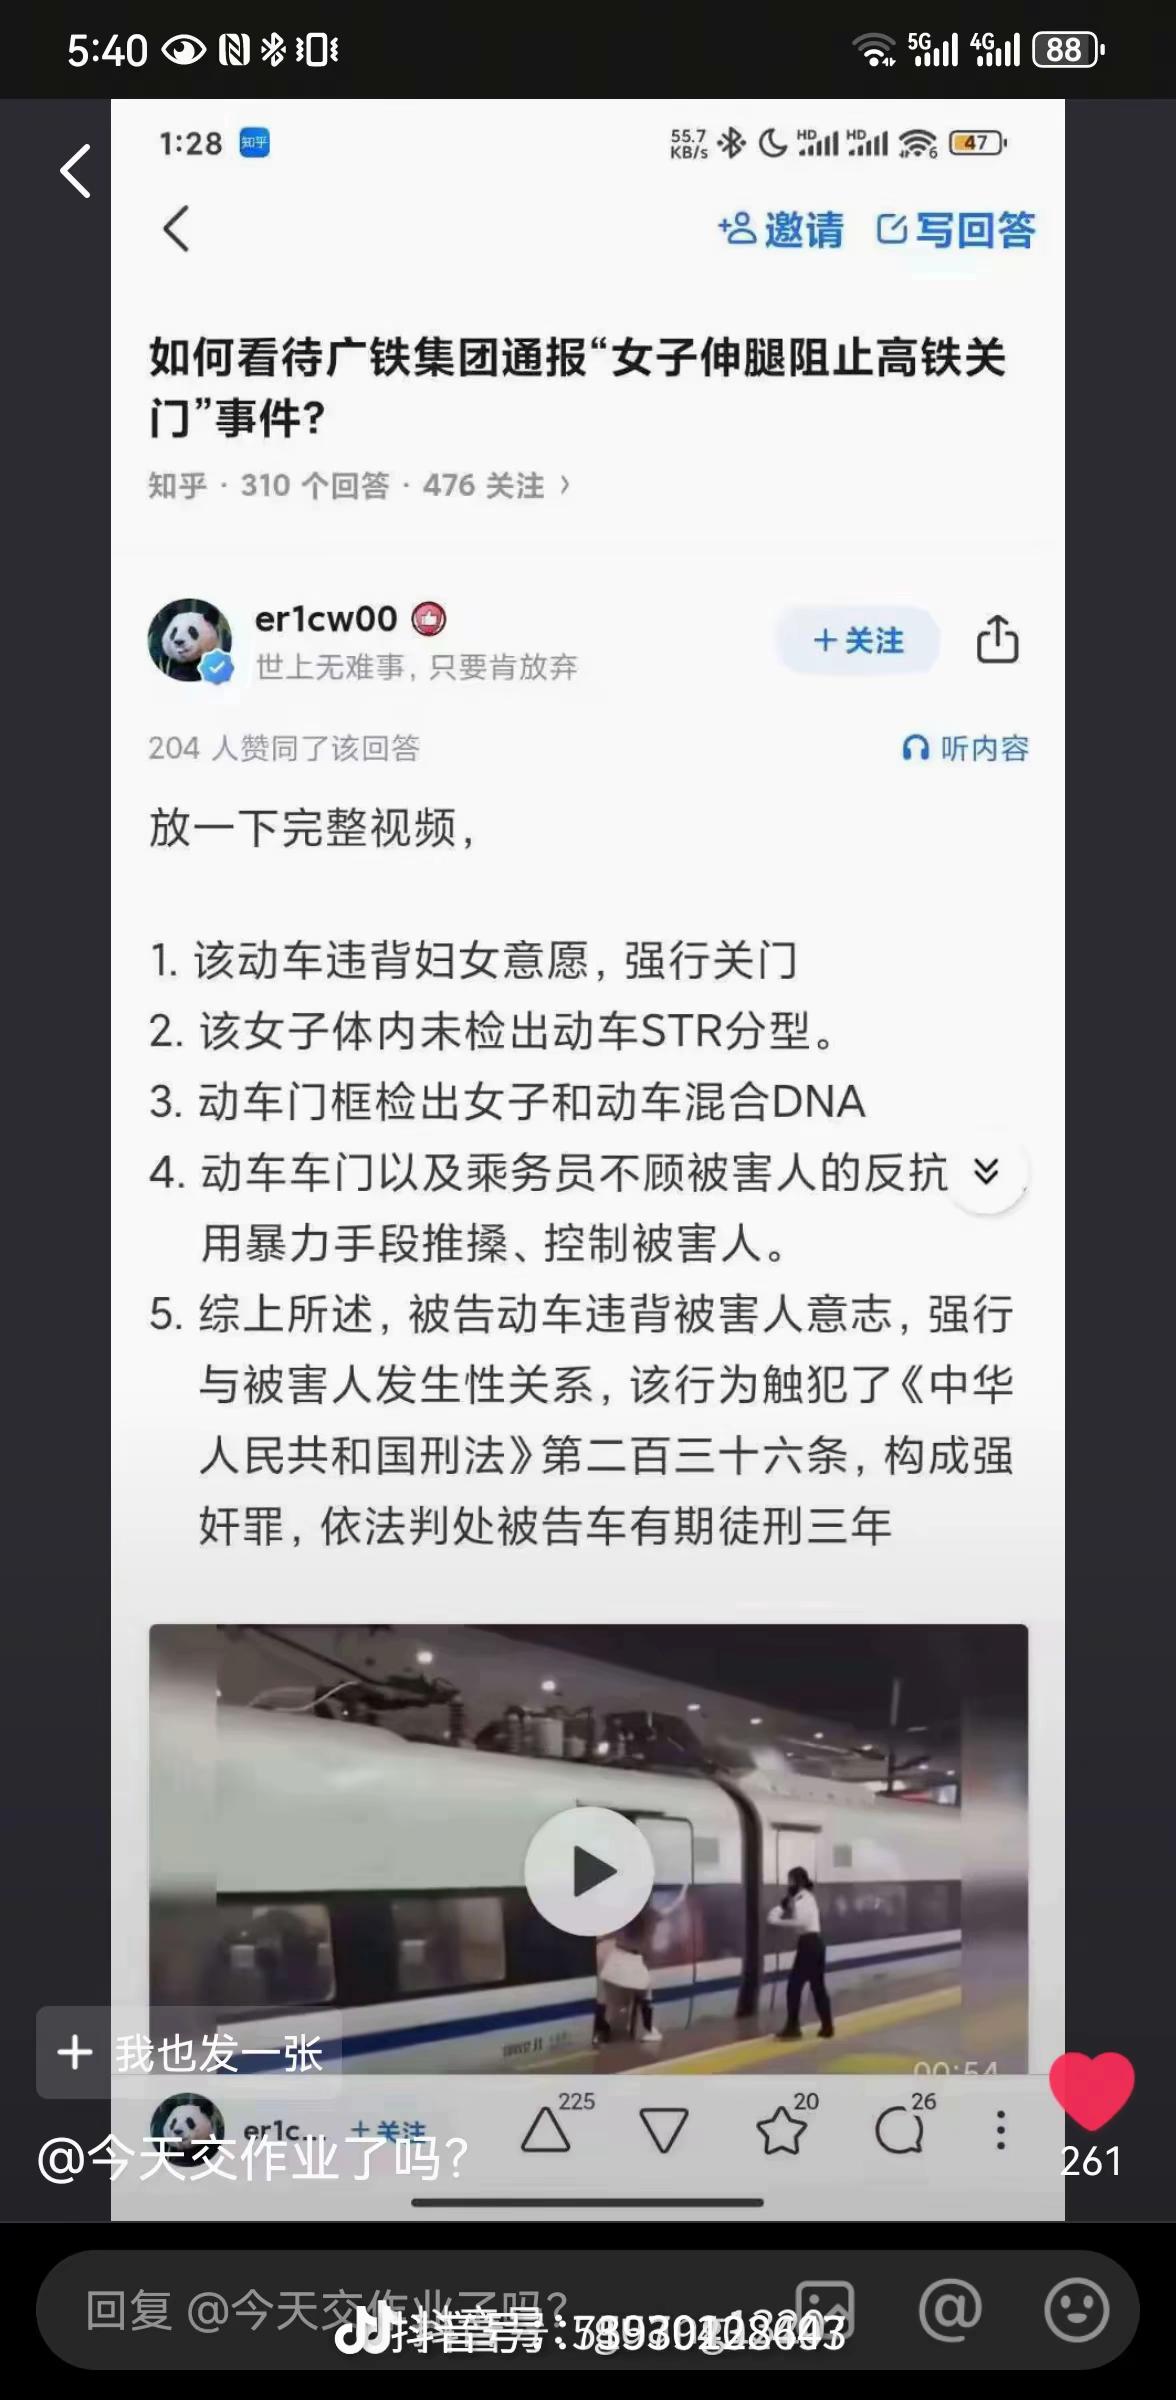 5:40 5G 4G 88
1:28 知乎 55.7 KB/s HD HD 6 47
邀请 写回答
如何看待广铁集团通报“女子伸腿阻止高铁关
门”事件?
知乎 · 310 个回答 · 476 关注
er1cw00
世上无难事，只要肯放弃
+ 关注
204 人赞同了该回答
听内容
放一下完整视频，
1. 该动车违背妇女意愿，强行关门
2. 该女子体内未检出动车STR分型。
3. 动车门框检出女子和动车混合DNA
4. 动车车门以及乘务员不顾被害人的反抗
用暴力手段推搡、控制被害人。
5. 综上所述，被告动车违背被害人意志，强行
与被害人发生性关系，该行为触犯了《中华
人民共和国刑法》第二百三十六条，构成强
奸罪，依法判处被告车有期徒刑三年
00:54
+ 我也发一张
er1c... +关注 225 20 26
@今天交作业了吗?
261
回复 @今天交作业了吗?
抖音号: